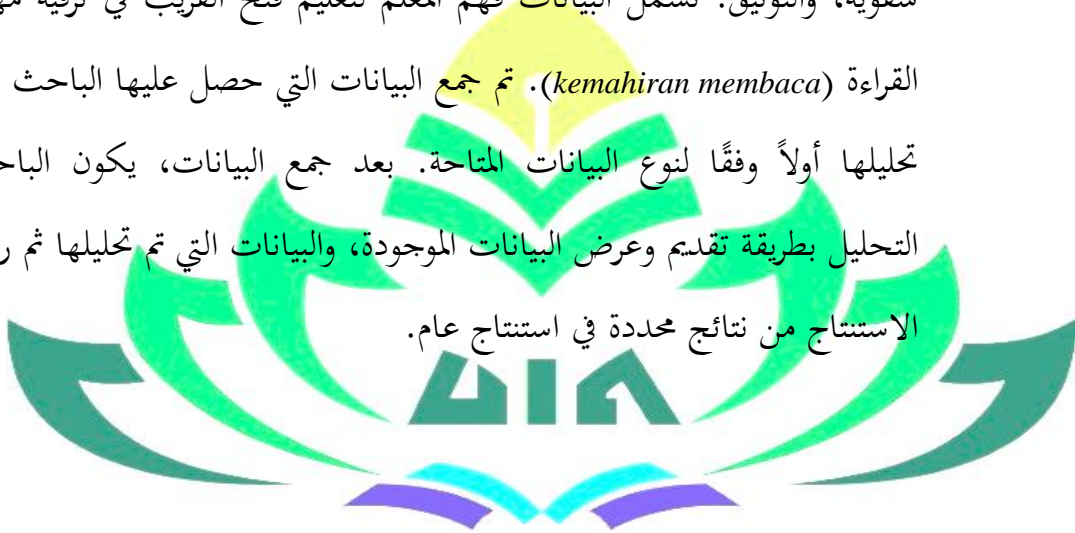 شفوية، والتوثيق. تشمل البيانات فهم المعلم لتعليم فتح القريب في ترقية
القراءة (kemahiran membaca). تم جمع البيانات التي حصل عليها الباحث
تحليلها أولاً وفقًا لنوع البيانات المتاحة. بعد جمع البيانات، يكون
التحليل بطريقة تقديم وعرض البيانات الموجودة، والبيانات التي تم تحليلها ثم
الاستنتاج من نتائج محددة في استنتاج عام.
UIN